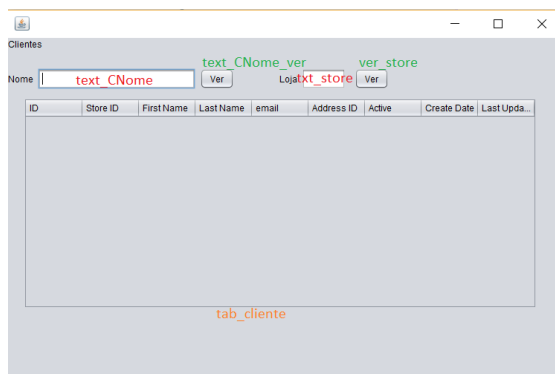 Clientes
text_CNome_ver ver_store
Nome text_CNome Ver Loja txt_store Ver
ID Store ID First Name Last Name email Address ID Active Create Date Last Upda...
tab_cliente